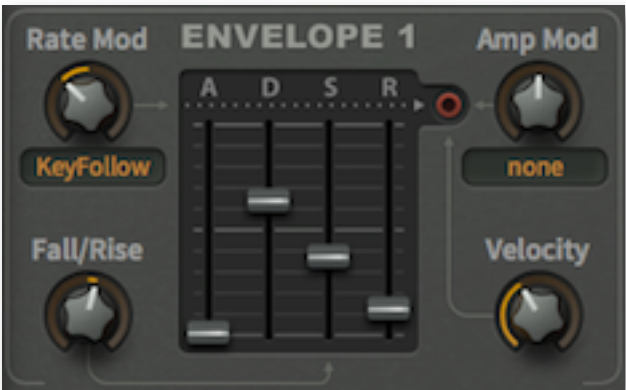 Rate Mod
ENVELOPE 1
Amp Mod
A D S R
KeyFollow
none
Fall/Rise
Velocity